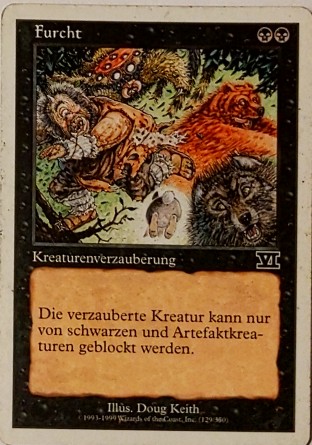 Furcht
Kreaturenverzauberung
VI
Die verzauberte Kreatur kann nur
von schwarzen und Artefaktkrea-
turen geblockt werden.
Illus. Doug Keith
© 1993-1999 Wizards of the Coast, Inc. (129/350)